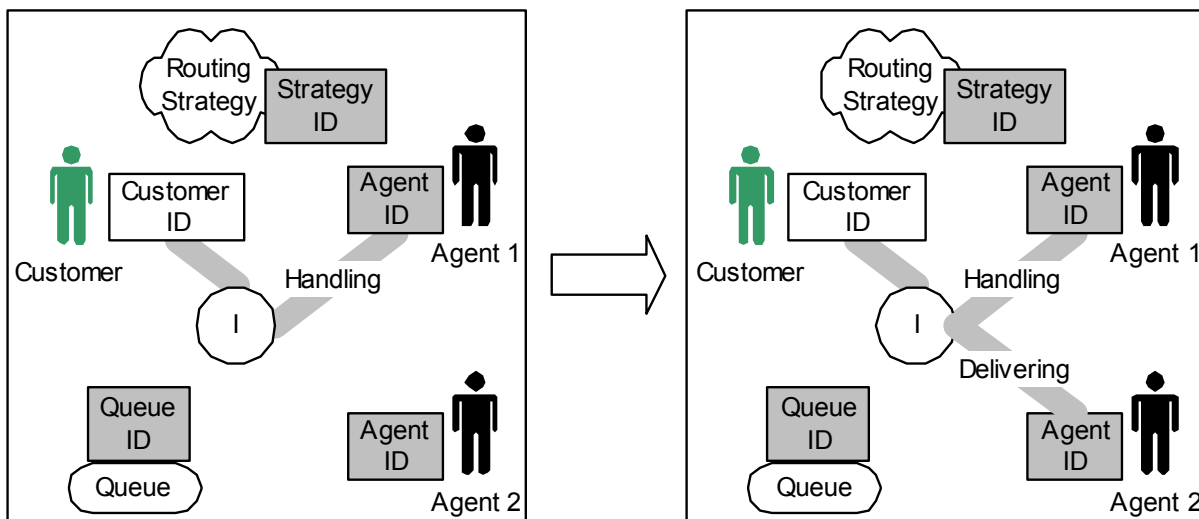 Routing
Strategy
Strategy
ID
Customer
ID
Agent
ID
Customer
Agent 1
Handling
I
Queue
ID
Queue
Agent
ID
Agent 2
Routing
Strategy
Strategy
ID
Customer
ID
Agent
ID
Customer
Agent 1
Handling
I
Delivering
Queue
ID
Queue
Agent
ID
Agent 2